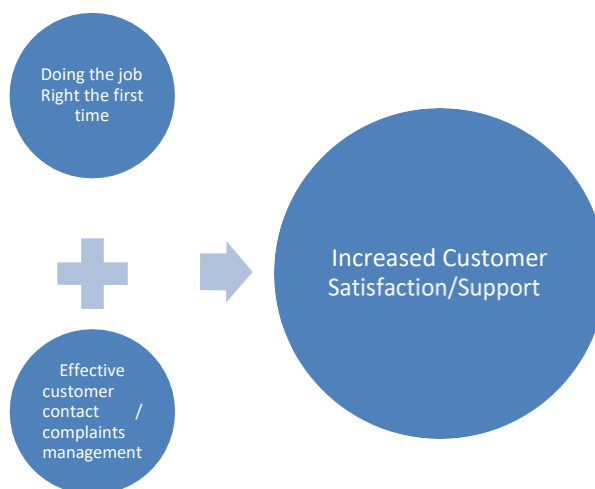 Doing the job
Right the first
time
Increased Customer
Satisfaction/Support
Effective
customer
contact /
complaints
management